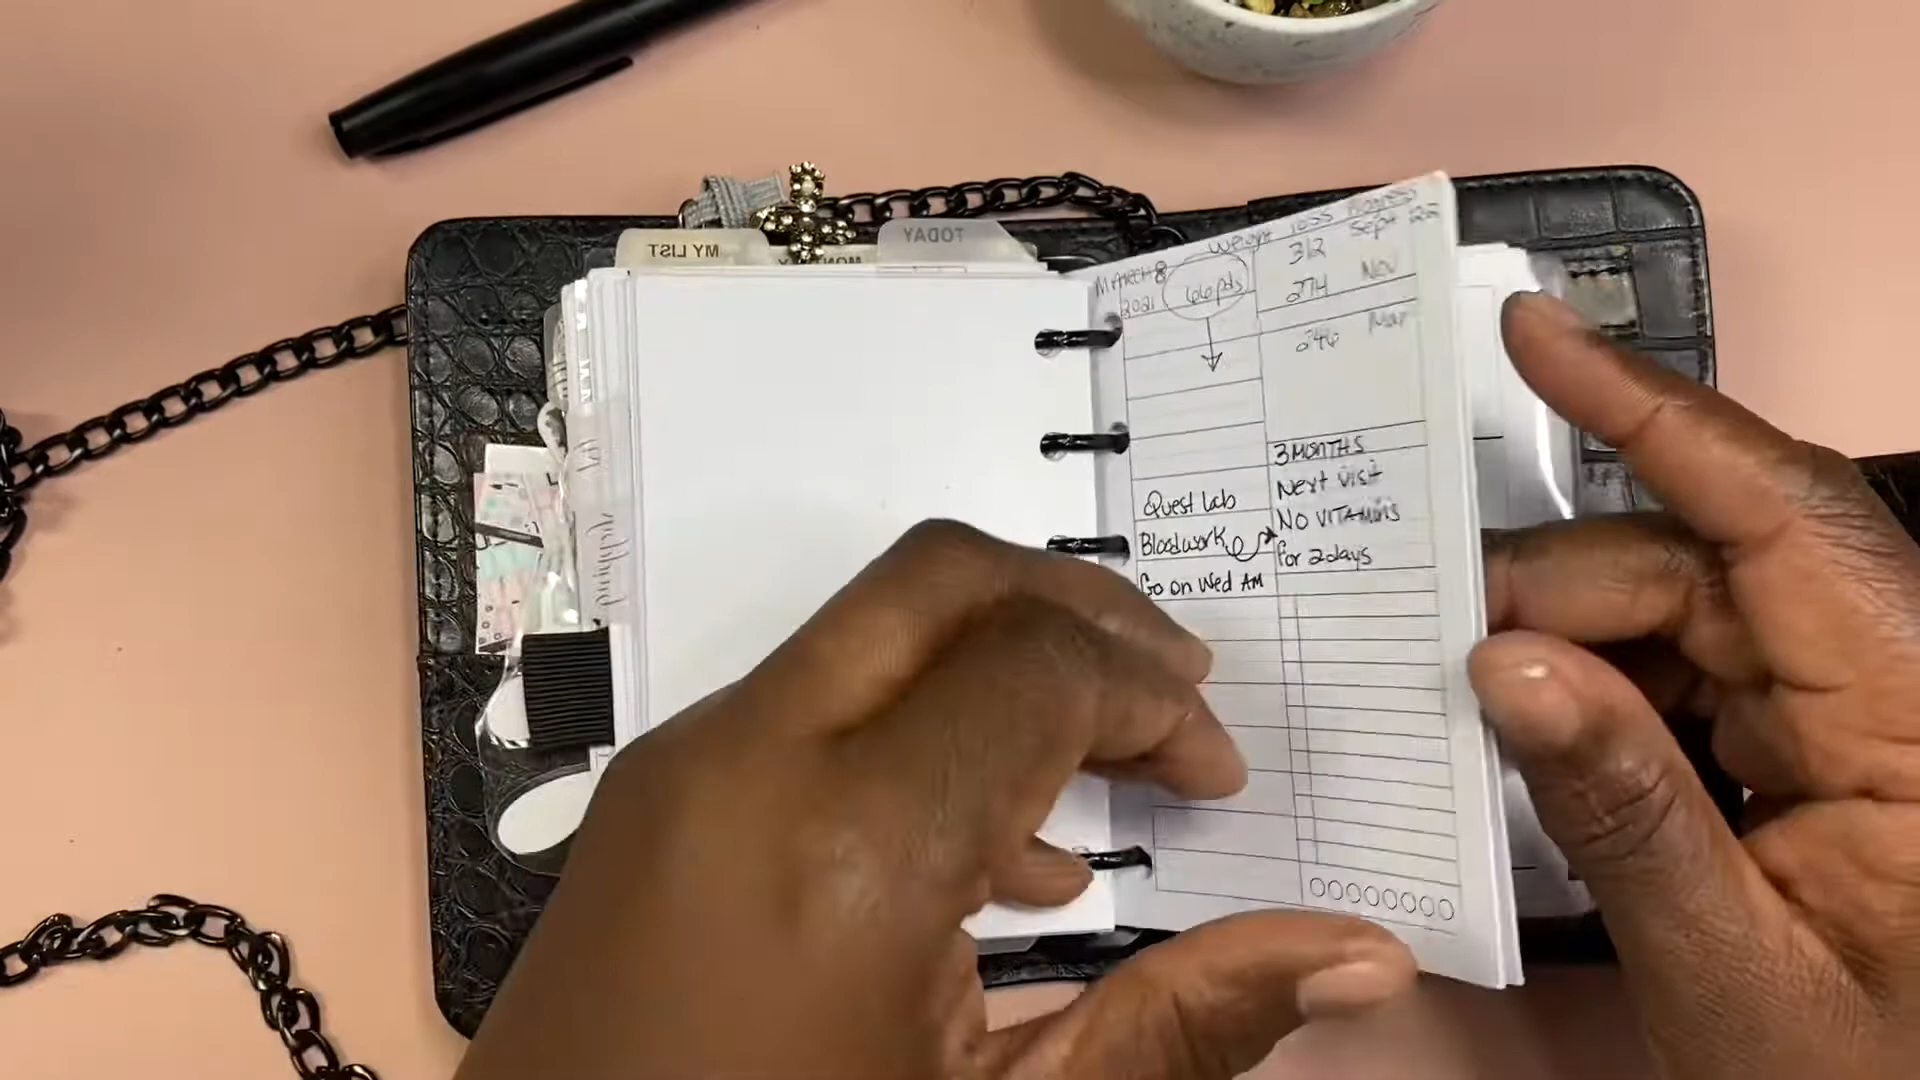 MY LIST
TODAY
Weight loss Progress
MARCH 8
2021
66 pds
312 Sept 22
274 Nov
246 Mar
3 MONTHS
Next visit
Quest Lab
No VITAMINS
Bloodwork
for 2 days
Go on Wed AM